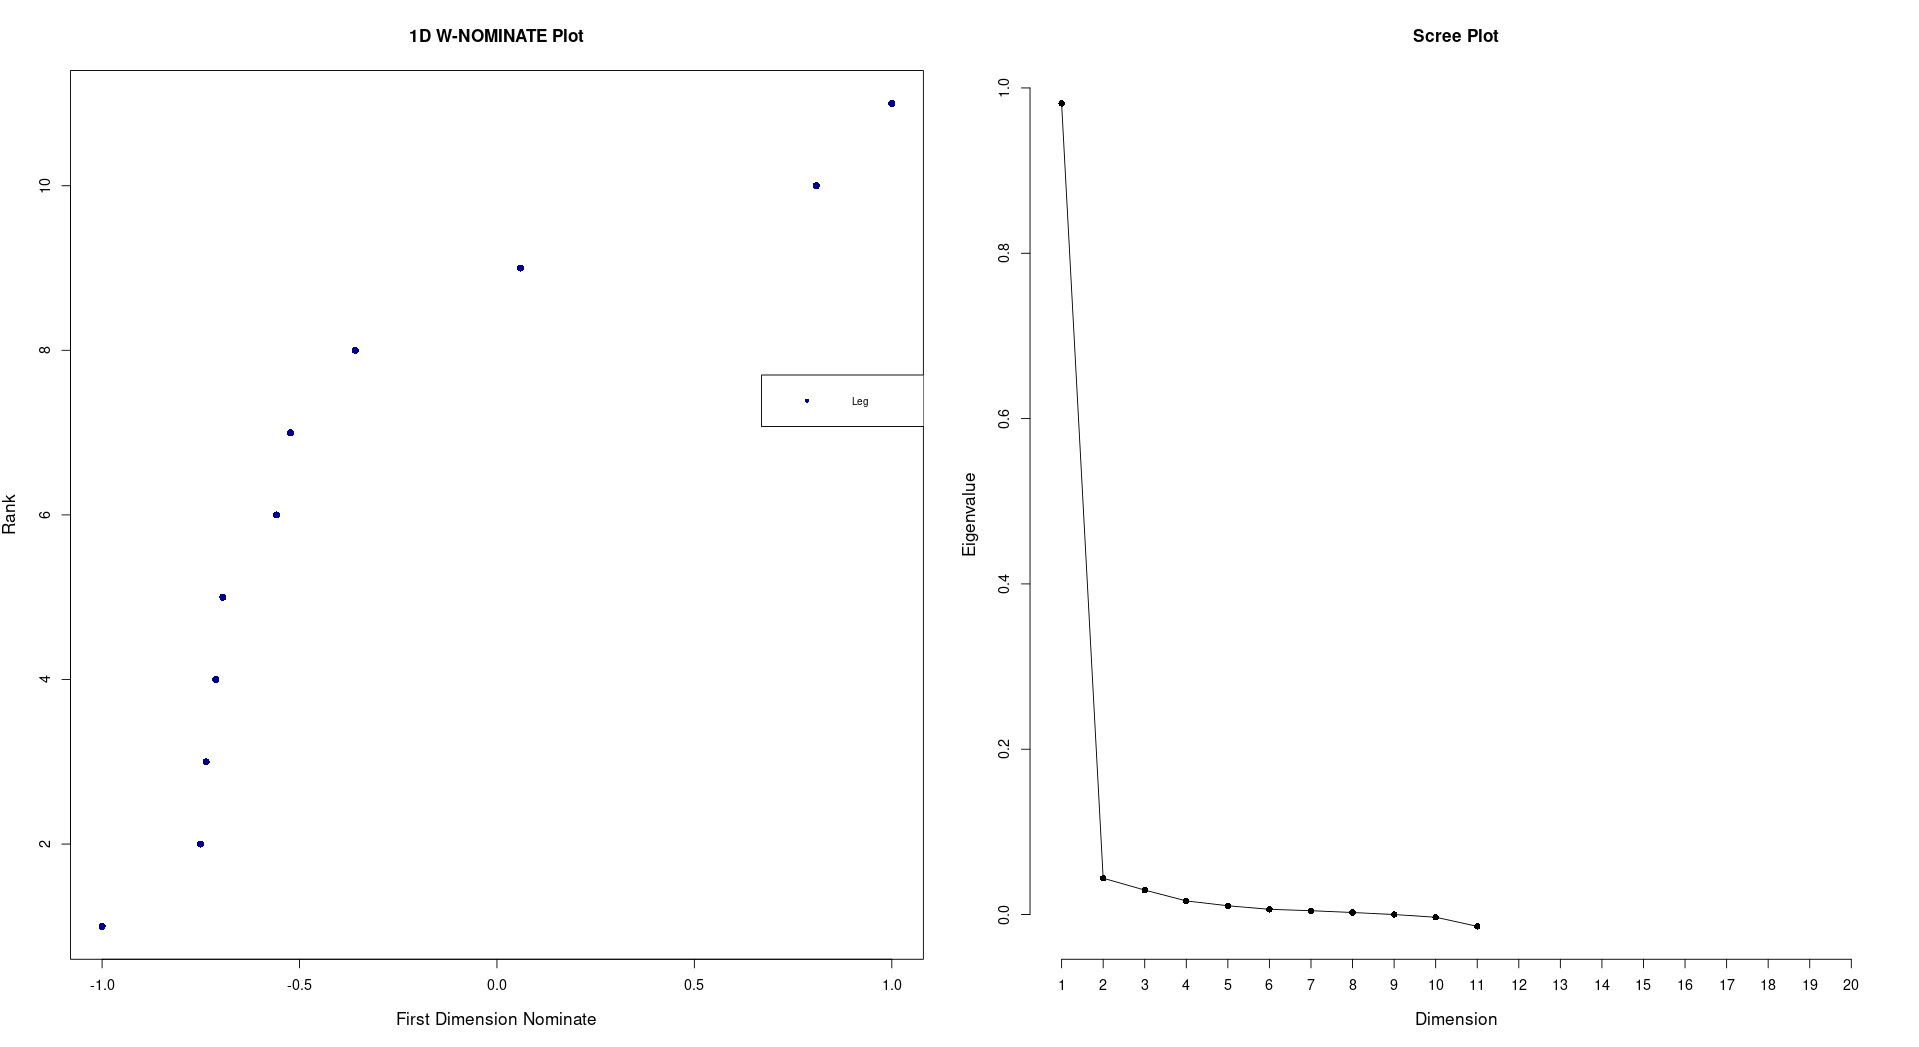 1D W-NOMINATE Plot
Rank
10
8
6
4
2
Leg
-1.0 -0.5 0.0 0.5 1.0
First Dimension Nominate
Scree Plot
Eigenvalue
1.0
0.8
0.6
0.4
0.2
0.0
1 2 3 4 5 6 7 8 9 10 11 12 13 14 15 16 17 18 19 20
Dimension